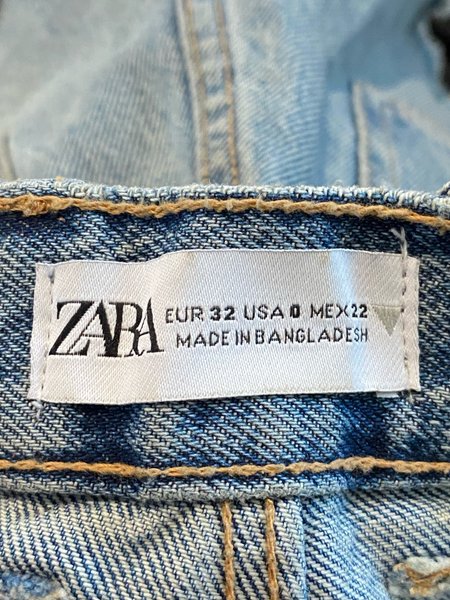 ZARA
EUR 32 USA 0 MEX 22
MADE IN BANGLADESH